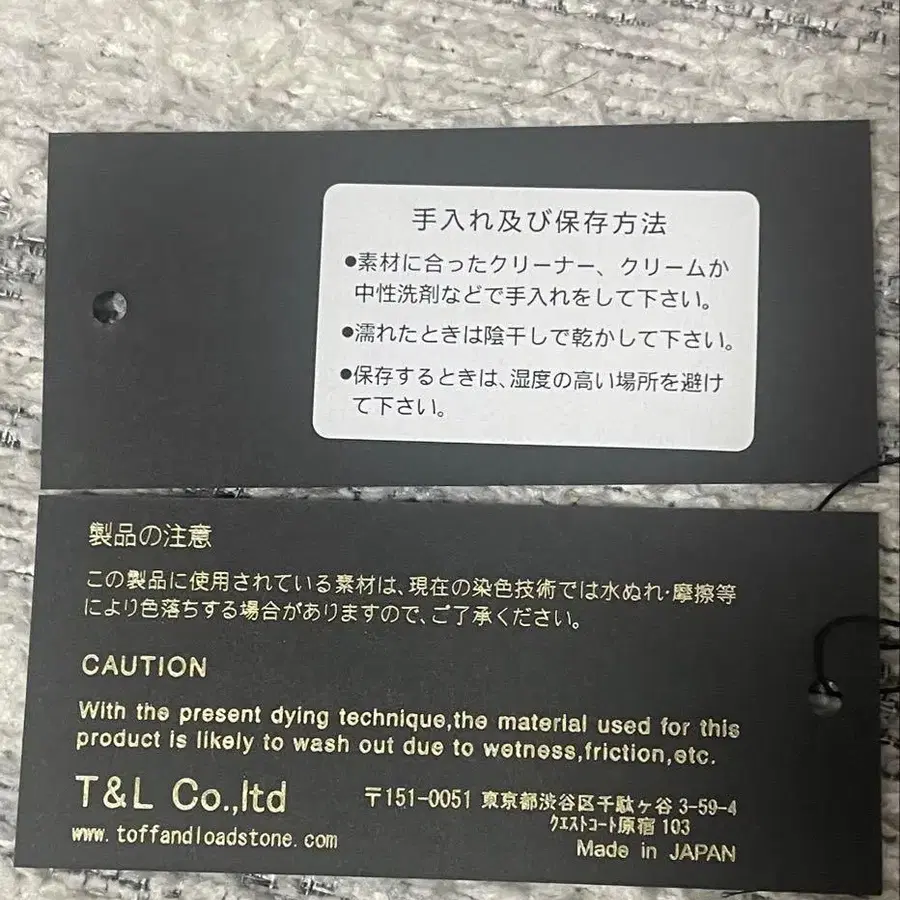 手入れ及び保存方法
●素材に合ったクリーナー、クリームか
中性洗剤などで手入れをして下さい。
●濡れたときは陰干しで乾かして下さい。
●保存するときは、湿度の高い場所を避け
て下さい。
製品の注意
この製品に使用されている素材は、現在の染色技術では水ぬれ・摩擦等
により色落ちする場合がありますので、ご了承ください。
CAUTION
With the present dying technique,the material used for this
product is likely to wash out due to wetness,friction,etc.
T&L Co.,ltd
〒151-0051 東京都渋谷区千駄ヶ谷 3-59-4
クエストコート原宿 103
www.toffandloadstone.com
Made in JAPAN